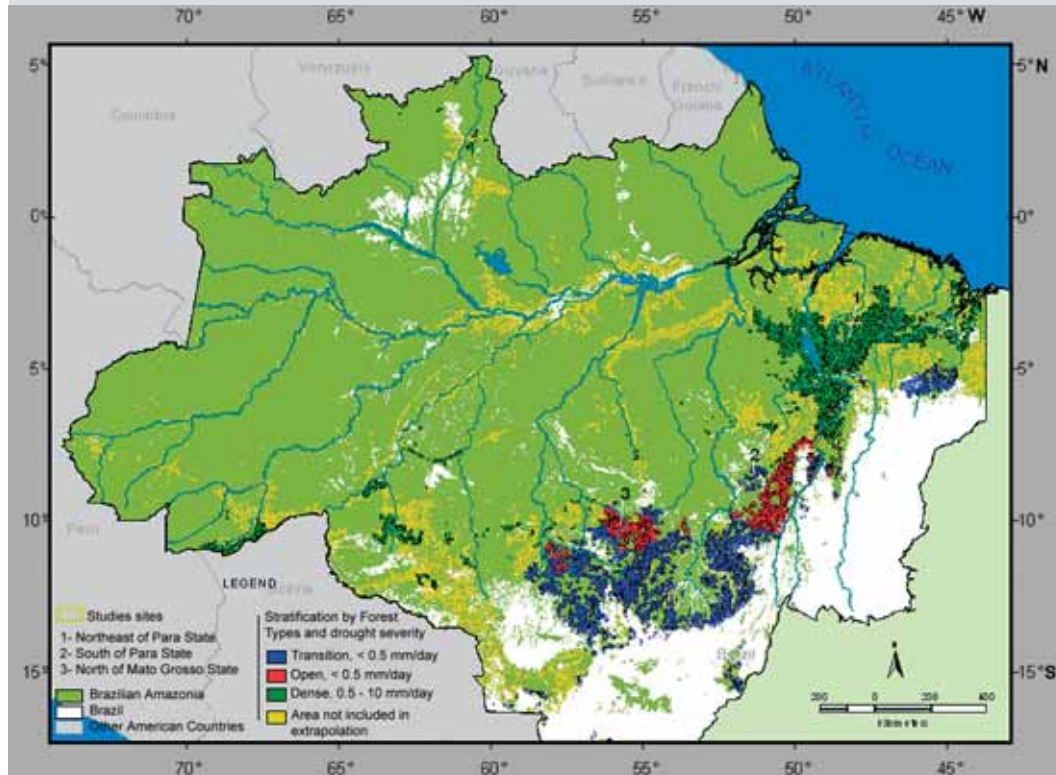 70° 60° 60° 55° 50° 45° W
5° 5° N
Venezuela
Guyana
Suriname
French
Guiana
Colombia
ATLANTIC OCEAN
0° 0°
1
5° 5°
2
3
10° 10°
Peru
Brazil
15° 15° S
LEGEND
Studies sites
1- Northeast of Para State
2- South of Para State
3- North of Mato Grosso State
Brazilian Amazonia
Brazil
Other American Countries
Stratification by Forest
Types and drought severity
Transition, < 0.5 mm/day
Open, < 0.5 mm/day
Dense, 0.5 - 10 mm/day
Area not included in
extrapolation
N
0
70° 65° 60° 55° 50° 45°